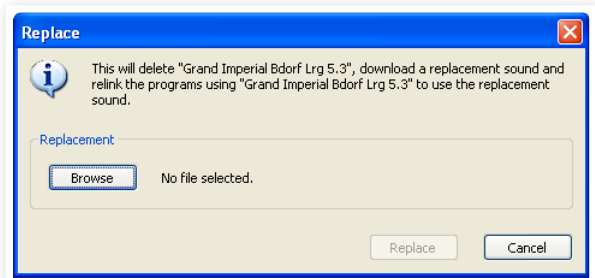 Replace
This will delete "Grand Imperial Bdorf Lrg 5.3", download a replacement sound and
relink the programs using "Grand Imperial Bdorf Lrg 5.3" to use the replacement
sound.
Replacement
Browse No file selected.
Replace Cancel